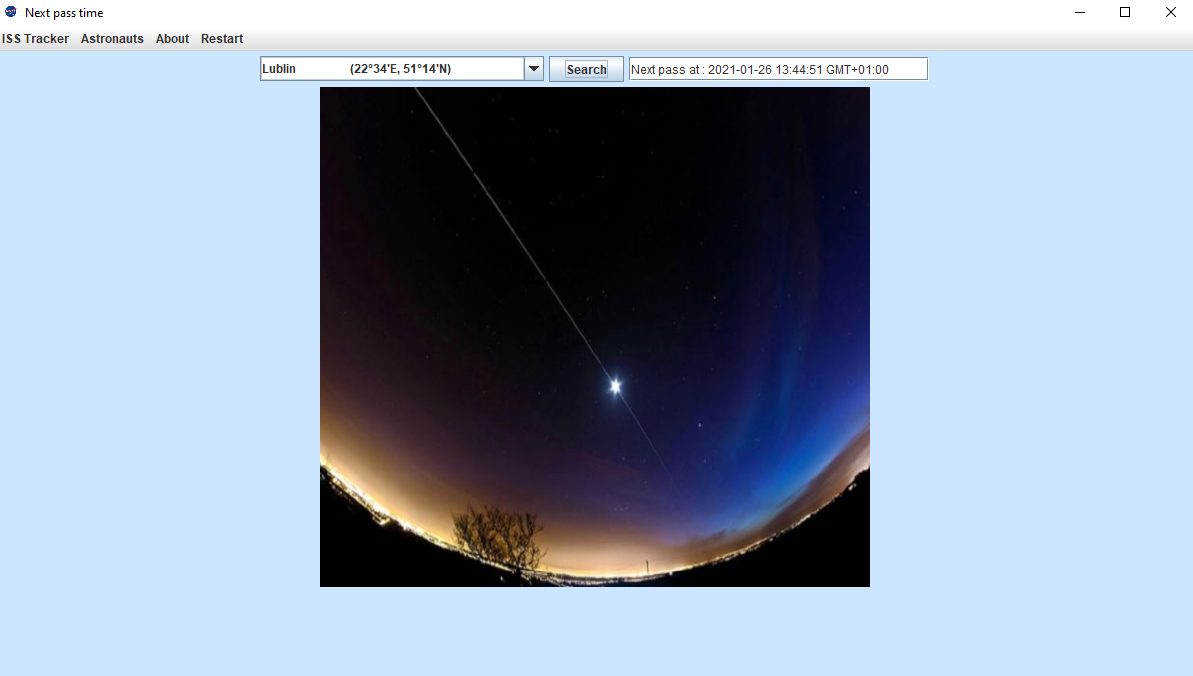 Next pass time
ISS Tracker Astronauts About Restart
Lublin (22°34'E, 51°14'N) Search Next pass at : 2021-01-26 13:44:51 GMT+01:00